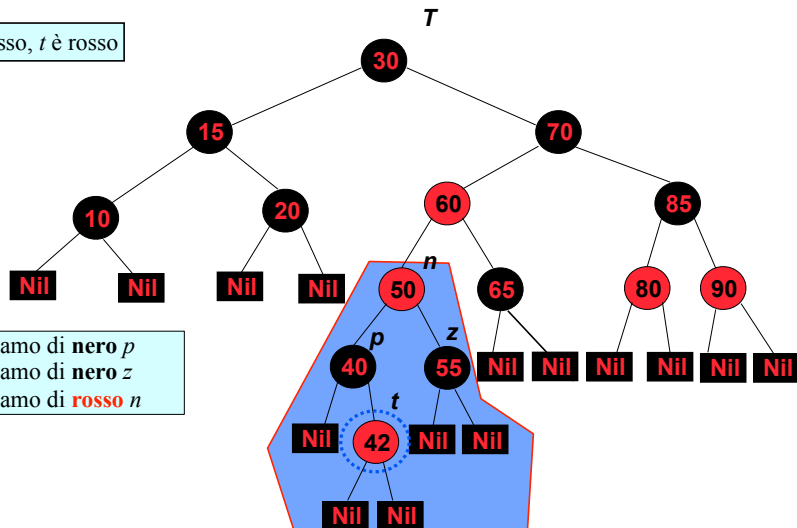 T
sso, t è rosso
30
15
70
10
20
60
85
Nil
Nil
Nil
Nil
n
50
65
80
90
amo di nero p
amo di nero z
amo di rosso n
p
z
40
55
Nil
Nil
Nil
Nil
Nil
Nil
t
Nil
42
Nil
Nil
Nil
Nil